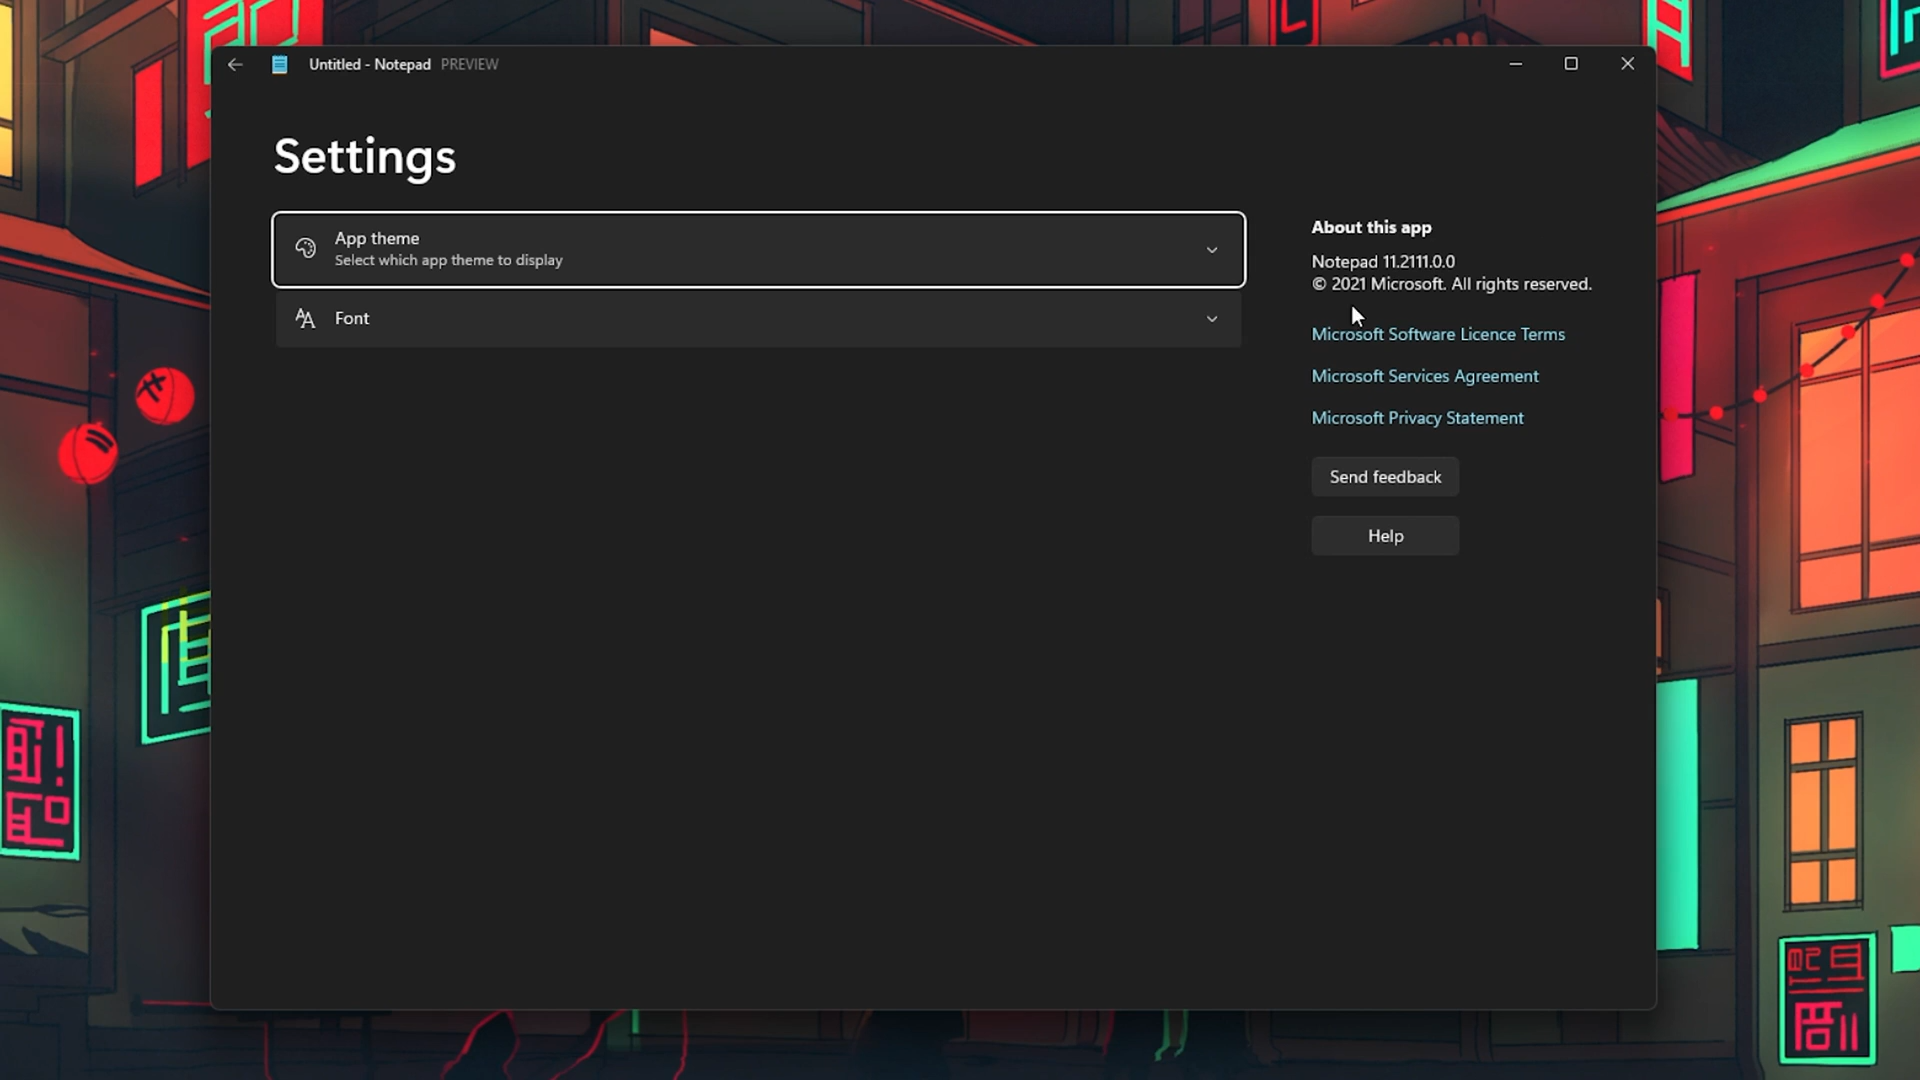 Untitled - Notepad PREVIEW
Settings
App theme
Select which app theme to display
Font
About this app
Notepad 11.2111.0.0
© 2021 Microsoft. All rights reserved.
Microsoft Software Licence Terms
Microsoft Services Agreement
Microsoft Privacy Statement
Send feedback
Help